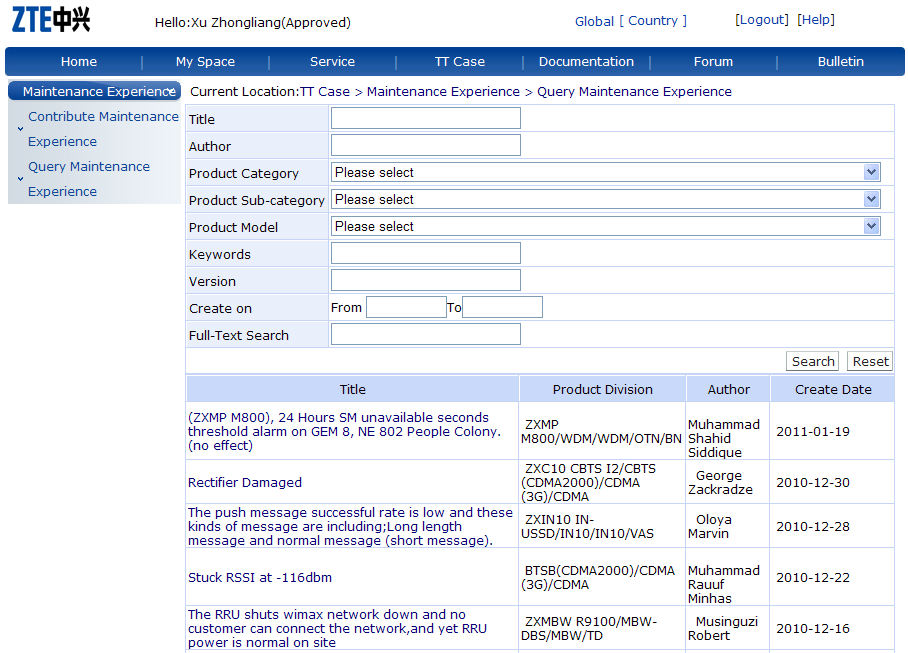 ZTE中兴
Hello:Xu Zhongliang(Approved)
Global [ Country ]
[Logout] [Help]
Home | My Space | Service | TT Case | Documentation | Forum | Bulletin
Maintenance Experience
Current Location:TT Case > Maintenance Experience > Query Maintenance Experience
Contribute Maintenance
Experience
Query Maintenance
Experience
Title
Author
Product Category Please select
Product Sub-category Please select
Product Model Please select
Keywords
Version
Create on From To
Full-Text Search
Search Reset
Title Product Division Author Create Date
(ZXMP M800), 24 Hours SM unavailable seconds
threshold alarm on GEM 8, NE 802 People Colony.
(no effect)
ZXMP
M800/WDM/WDM/OTN/BN
Muhammad
Shahid
Siddique
2011-01-19
Rectifier Damaged
ZXC10 CBTS I2/CBTS
(CDMA2000)/CDMA
(3G)/CDMA
George
Zackradze
2010-12-30
The push message successful rate is low and these
kinds of message are including;Long length
message and normal message (short message).
ZXIN10 IN-
USSD/IN10/IN10/VAS
Oloya
Marvin
2010-12-28
Stuck RSSI at -116dbm
BTSB(CDMA2000)/CDMA
(3G)/CDMA
Muhammad
Rauuf
Minhas
2010-12-22
The RRU shuts wimax network down and no
customer can connect the network,and yet RRU
power is normal on site
ZXMBW R9100/MBW-
DBS/MBW/TD
Musinguzi
Robert
2010-12-16